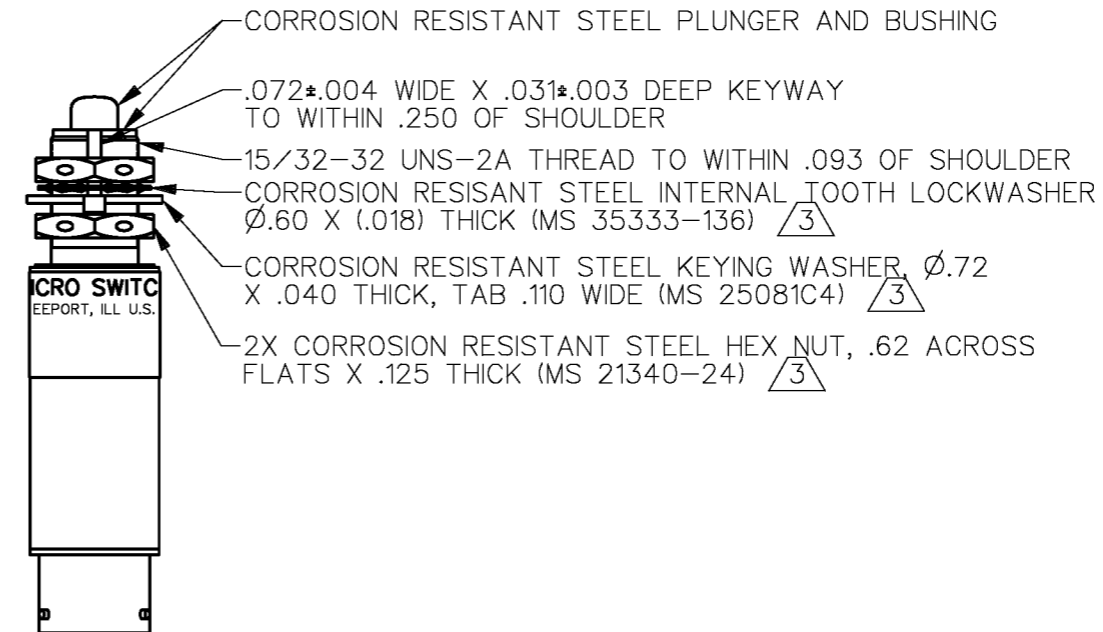 CORROSION RESISTANT STEEL PLUNGER AND BUSHING
.072±.004 WIDE X .031±.003 DEEP KEYWAY
TO WITHIN .250 OF SHOULDER
15/32-32 UNS-2A THREAD TO WITHIN .093 OF SHOULDER
CORROSION RESISANT STEEL INTERNAL TOOTH LOCKWASHER
Ø.60 X (.018) THICK (MS 35333-136) 3
CORROSION RESISTANT STEEL KEYING WASHER, Ø.72
X .040 THICK, TAB .110 WIDE (MS 25081C4) 3
2X CORROSION RESISTANT STEEL HEX NUT, .62 ACROSS
FLATS X .125 THICK (MS 21340-24) 3
ICRO SWITC
EEPORT, ILL U.S.